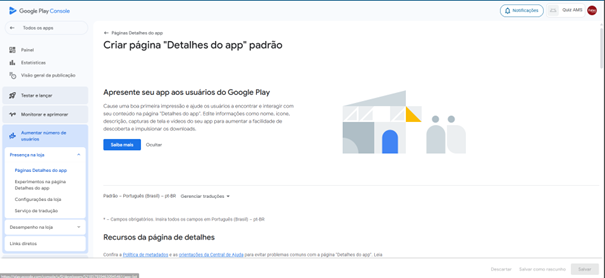 Google Play Console
Notificações
Quiz AMS
Todos os apps
Painel
Estatísticas
Visão geral da publicação
Testar e lançar
Monitorar e aprimorar
Aumentar número de
usuários
Presença na loja
Páginas Detalhes do app
Experimentos na página
Detalhes do app
Configurações da loja
Serviço de tradução
Desempenho na loja
Links diretos
Páginas Detalhes do app
Criar página "Detalhes do app" padrão
Apresente seu app aos usuários do Google Play
Cause uma boa primeira impressão e ajude os usuários a encontrar e interagir com
seu conteúdo na página "Detalhes do app". Edite informações como nome, ícone,
descrição, capturas de tela e vídeos do seu app para aumentar a facilidade de
descoberta e impulsionar os downloads.
Saiba mais
Ocultar
Padrão – Português (Brasil) – pt-BR
Gerenciar traduções
* – Campos obrigatórios. Insira todos os campos em Português (Brasil) – pt-BR
Recursos da página de detalhes
Confira a Política de metadados e as orientações da Central de Ajuda para evitar problemas comuns com a página "Detalhes do app". Leia
Descartar
Salvar como rascunho
Salvar